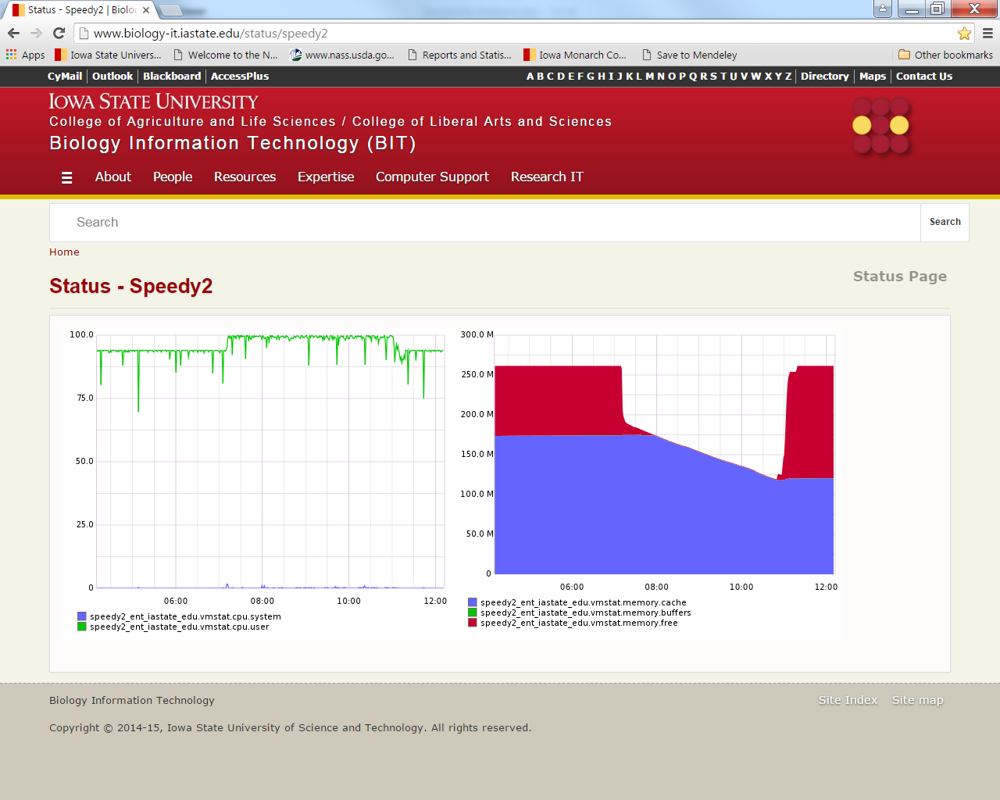 Status - Speedy2 | Biolo
www.biology-it.iastate.edu/status/speedy2
Apps Iowa State Univers... Welcome to the N... www.nass.usda.go... Reports and Statis... Iowa Monarch Co... Save to Mendeley Other bookmarks
CyMail Outlook Blackboard AccessPlus A B C D E F G H I J K L M N O P Q R S T U V W X Y Z Directory Maps Contact Us
IOWA STATE UNIVERSITY
College of Agriculture and Life Sciences / College of Liberal Arts and Sciences
Biology Information Technology (BIT)
About People Resources Expertise Computer Support Research IT
Search Search
Home
Status - Speedy2 Status Page
100.0
75.0
50.0
25.0
0
06:00 08:00 10:00 12:00
speedy2_ent_iastate_edu.vmstat.cpu.system
speedy2_ent_iastate_edu.vmstat.cpu.user
300.0 M
250.0 M
200.0 M
150.0 M
100.0 M
50.0 M
0
06:00 08:00 10:00 12:00
speedy2_ent_iastate_edu.vmstat.memory.cache
speedy2_ent_iastate_edu.vmstat.memory.buffers
speedy2_ent_iastate_edu.vmstat.memory.free
Biology Information Technology Site Index Site map
Copyright © 2014-15, Iowa State University of Science and Technology. All rights reserved.